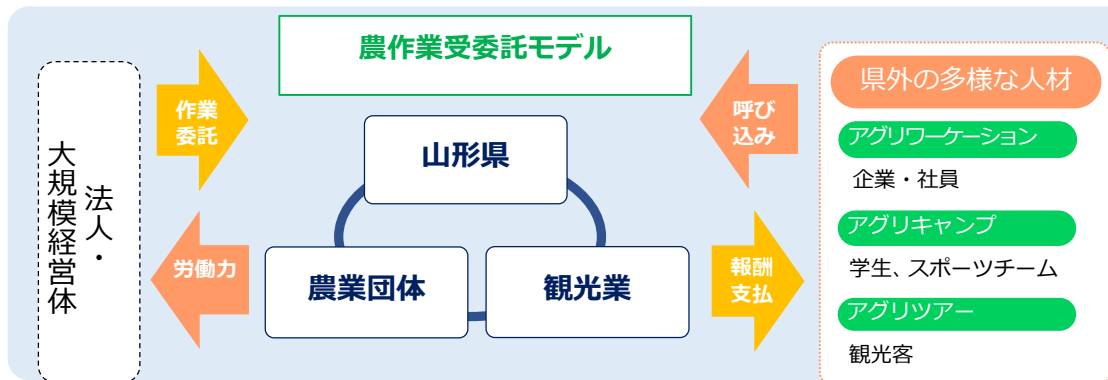 農作業受委託モデル
法人・
大規模経営体
作業
委託
労働力
山形県
農業団体
観光業
呼び
込み
報酬
支払
県外の多様な人材
アグリワーケーション
企業・社員
アグリキャンプ
学生、スポーツチーム
アグリツアー
観光客